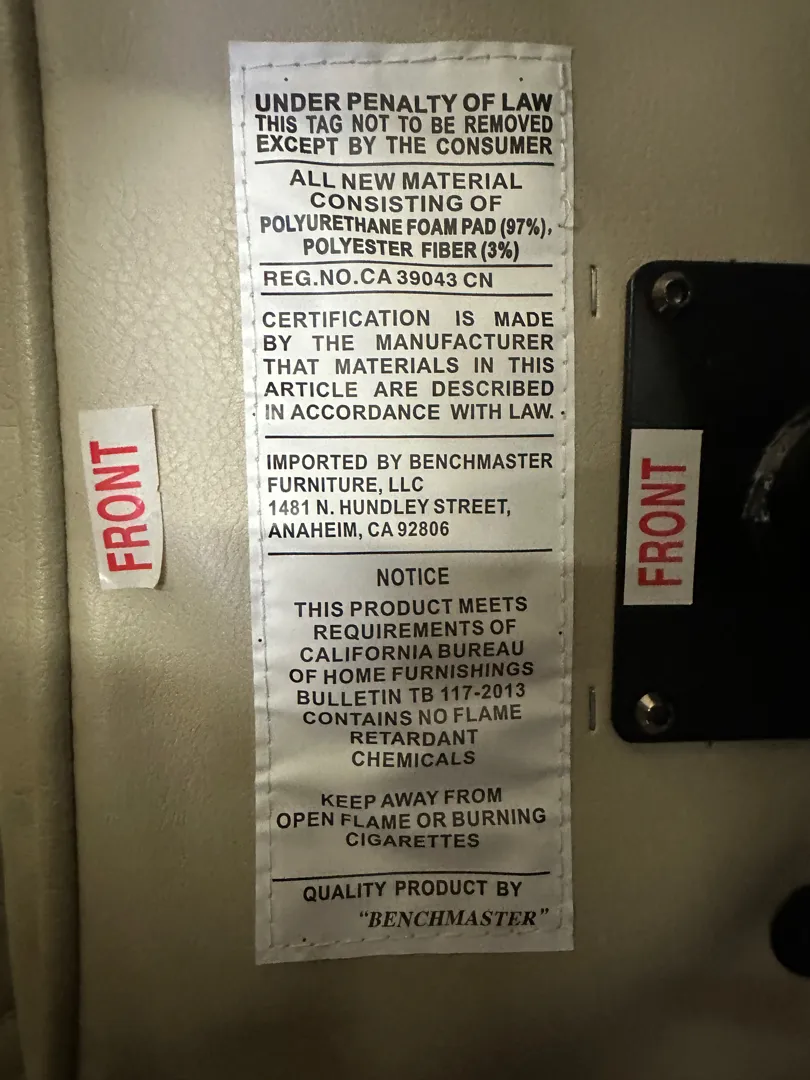 UNDER PENALTY OF LAW
THIS TAG NOT TO BE REMOVED
EXCEPT BY THE CONSUMER
ALL NEW MATERIAL
CONSISTING OF
POLYURETHANE FOAM PAD (97%),
POLYESTER FIBER (3%)
REG.NO.CA 39043 CN
CERTIFICATION IS MADE
BY THE MANUFACTURER
THAT MATERIALS IN THIS
ARTICLE ARE DESCRIBED
IN ACCORDANCE WITH LAW.
IMPORTED BY BENCHMASTER
FURNITURE, LLC
1481 N. HUNDLEY STREET,
ANAHEIM, CA 92806
NOTICE
THIS PRODUCT MEETS
REQUIREMENTS OF
CALIFORNIA BUREAU
OF HOME FURNISHINGS
BULLETIN TB 117-2013
CONTAINS NO FLAME
RETARDANT
CHEMICALS
KEEP AWAY FROM
OPEN FLAME OR BURNING
CIGARETTES
QUALITY PRODUCT BY
“BENCHMASTER”
FRONT
FRONT